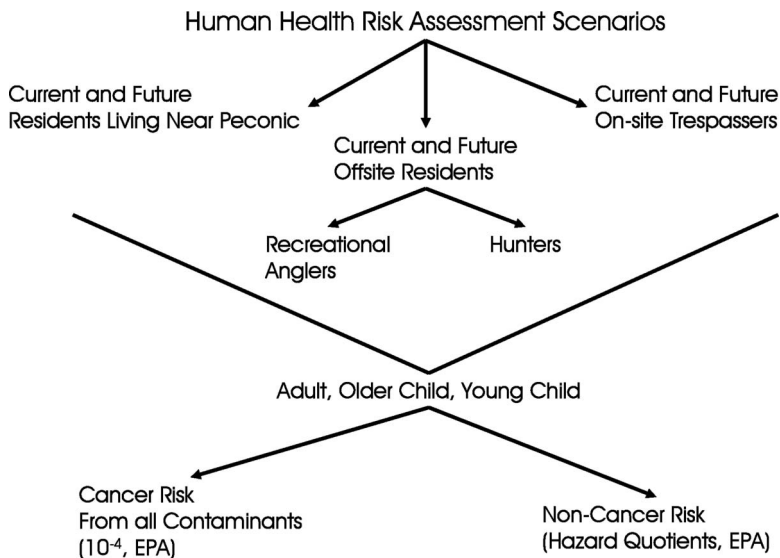 Human Health Risk Assessment Scenarios
Current and Future
Residents Living Near Peconic
Current and Future
Offsite Residents
Current and Future
On-site Trespassers
Recreational
Anglers
Hunters
Adult, Older Child, Young Child
Cancer Risk
From all Contaminants
(10⁻⁴, EPA)
Non-Cancer Risk
(Hazard Quotients, EPA)